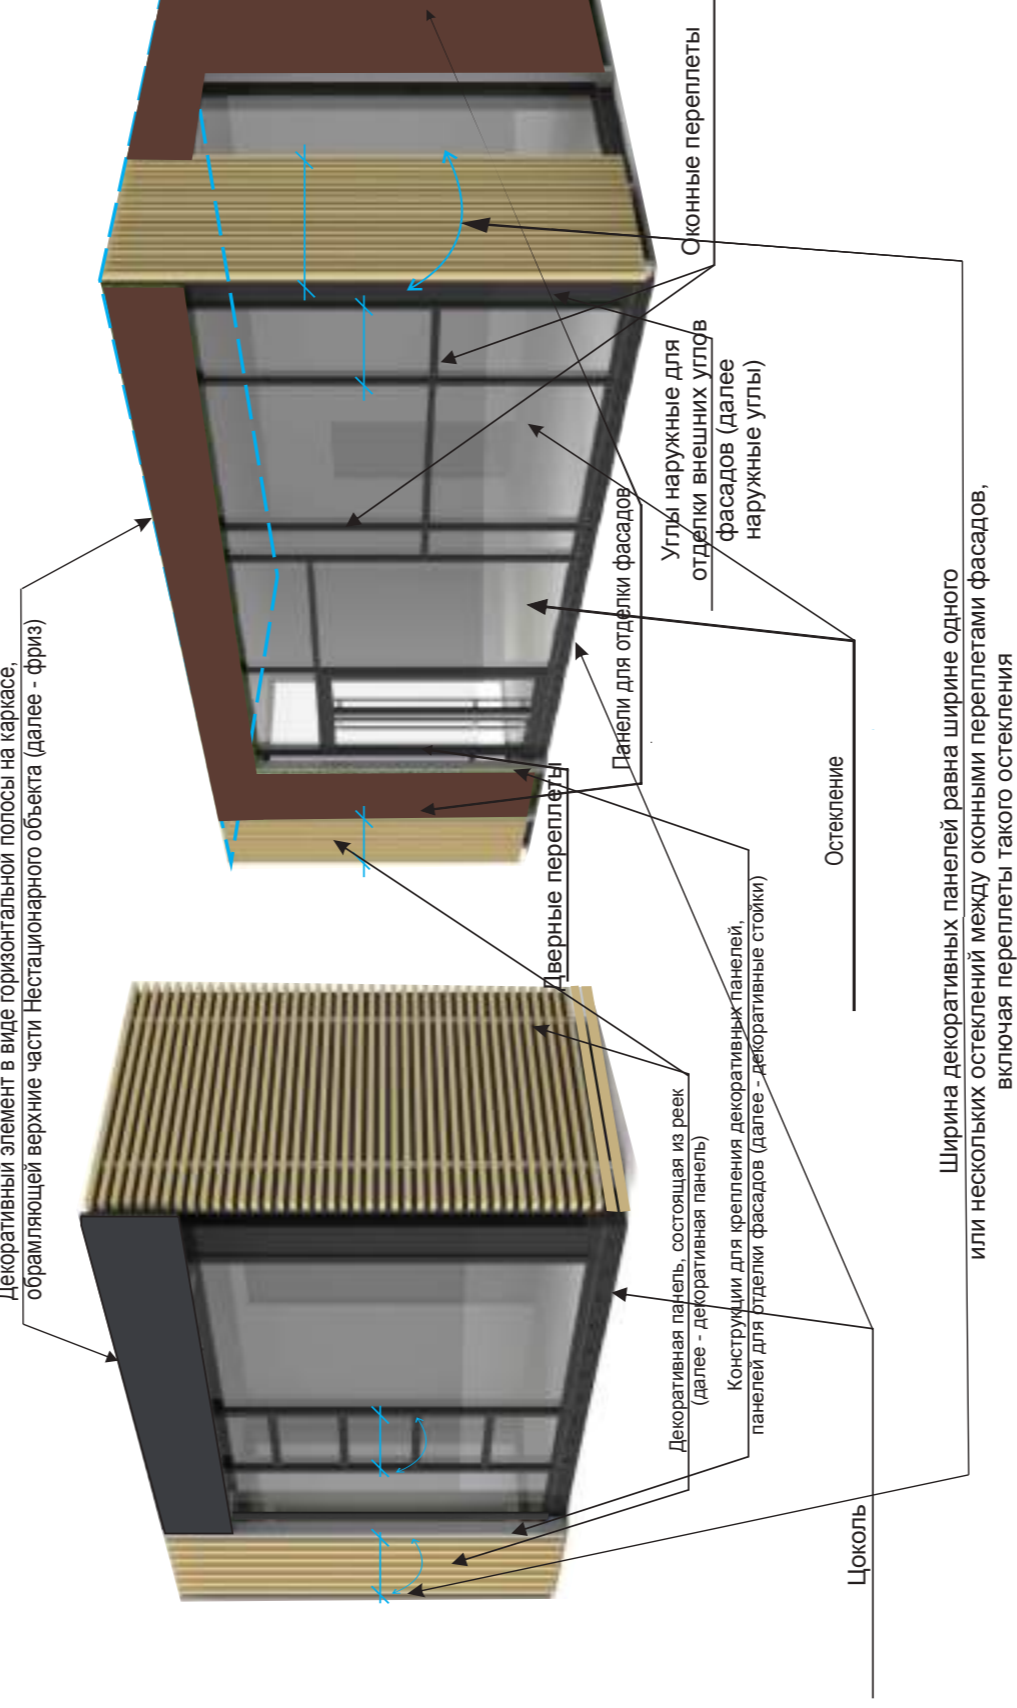 Декоративный элемент в виде горизонтальной полосы на каркасе,
обрамляющей верхние части Нестационарного объекта (далее - фриз)
Оконные переплеты
Углы наружные для
отделки внешних углов
фасадов (далее
наружные углы)
Панели для отделки фасадов
Дверные переплеты
Остекление
Декоративная панель, состоящая из реек
(далее - декоративная панель)
Конструкции для крепления декоративных панелей,
панелей для отделки фасадов (далее - декоративные стойки)
Цоколь
Ширина декоративных панелей равна ширине одного
или нескольких остеклений между оконными переплетами фасадов,
включая переплеты такого остекления